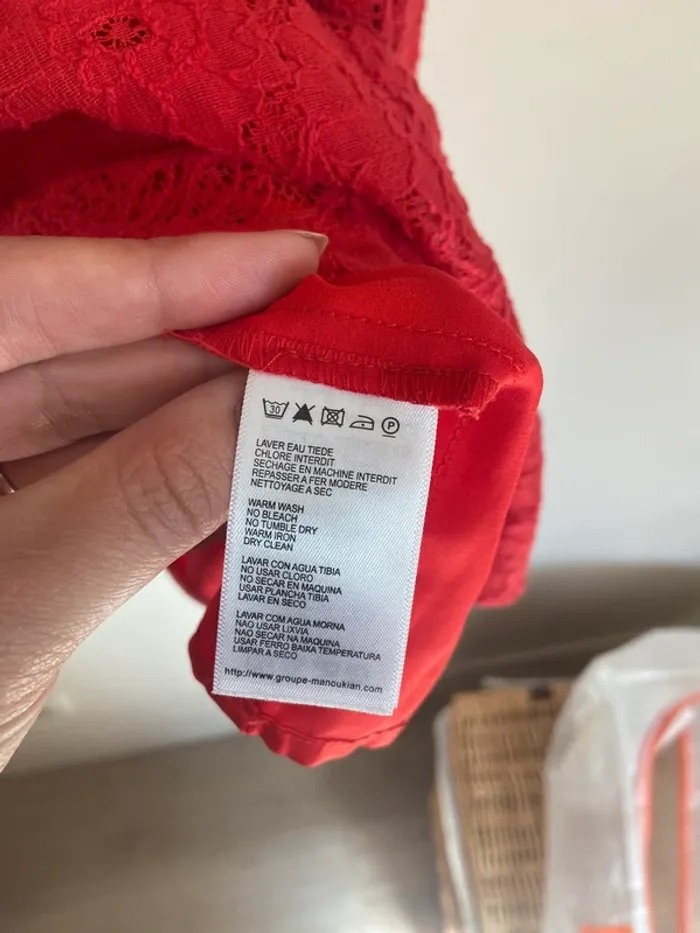 30 P
LAVER EAU TIEDE
CHLORE INTERDIT
SECHAGE EN MACHINE INTERDIT
REPASSER A FER MODERE
NETTOYAGE A SEC
WARM WASH
NO BLEACH
NO TUMBLE DRY
WARM IRON
DRY CLEAN
LAVAR CON AGUA TIBIA
NO USAR CLORO
NO SECAR EN MAQUINA
USAR PLANCHA TIBIA
LAVAR EN SECO
LAVAR COM AGUA MORNA
NAO USAR LIXVIA
NAO SECAR NA MAQUINA
USAR FERRO BAIXA TEMPERATURA
LIMPAR A SECO
http://www.groupe-manoukian.com